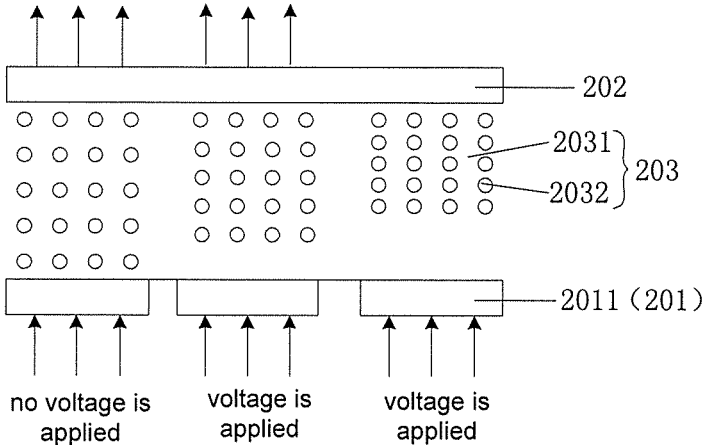 202
2031
203
2032
2011(201)
no voltage is
applied
voltage is
applied
voltage is
applied